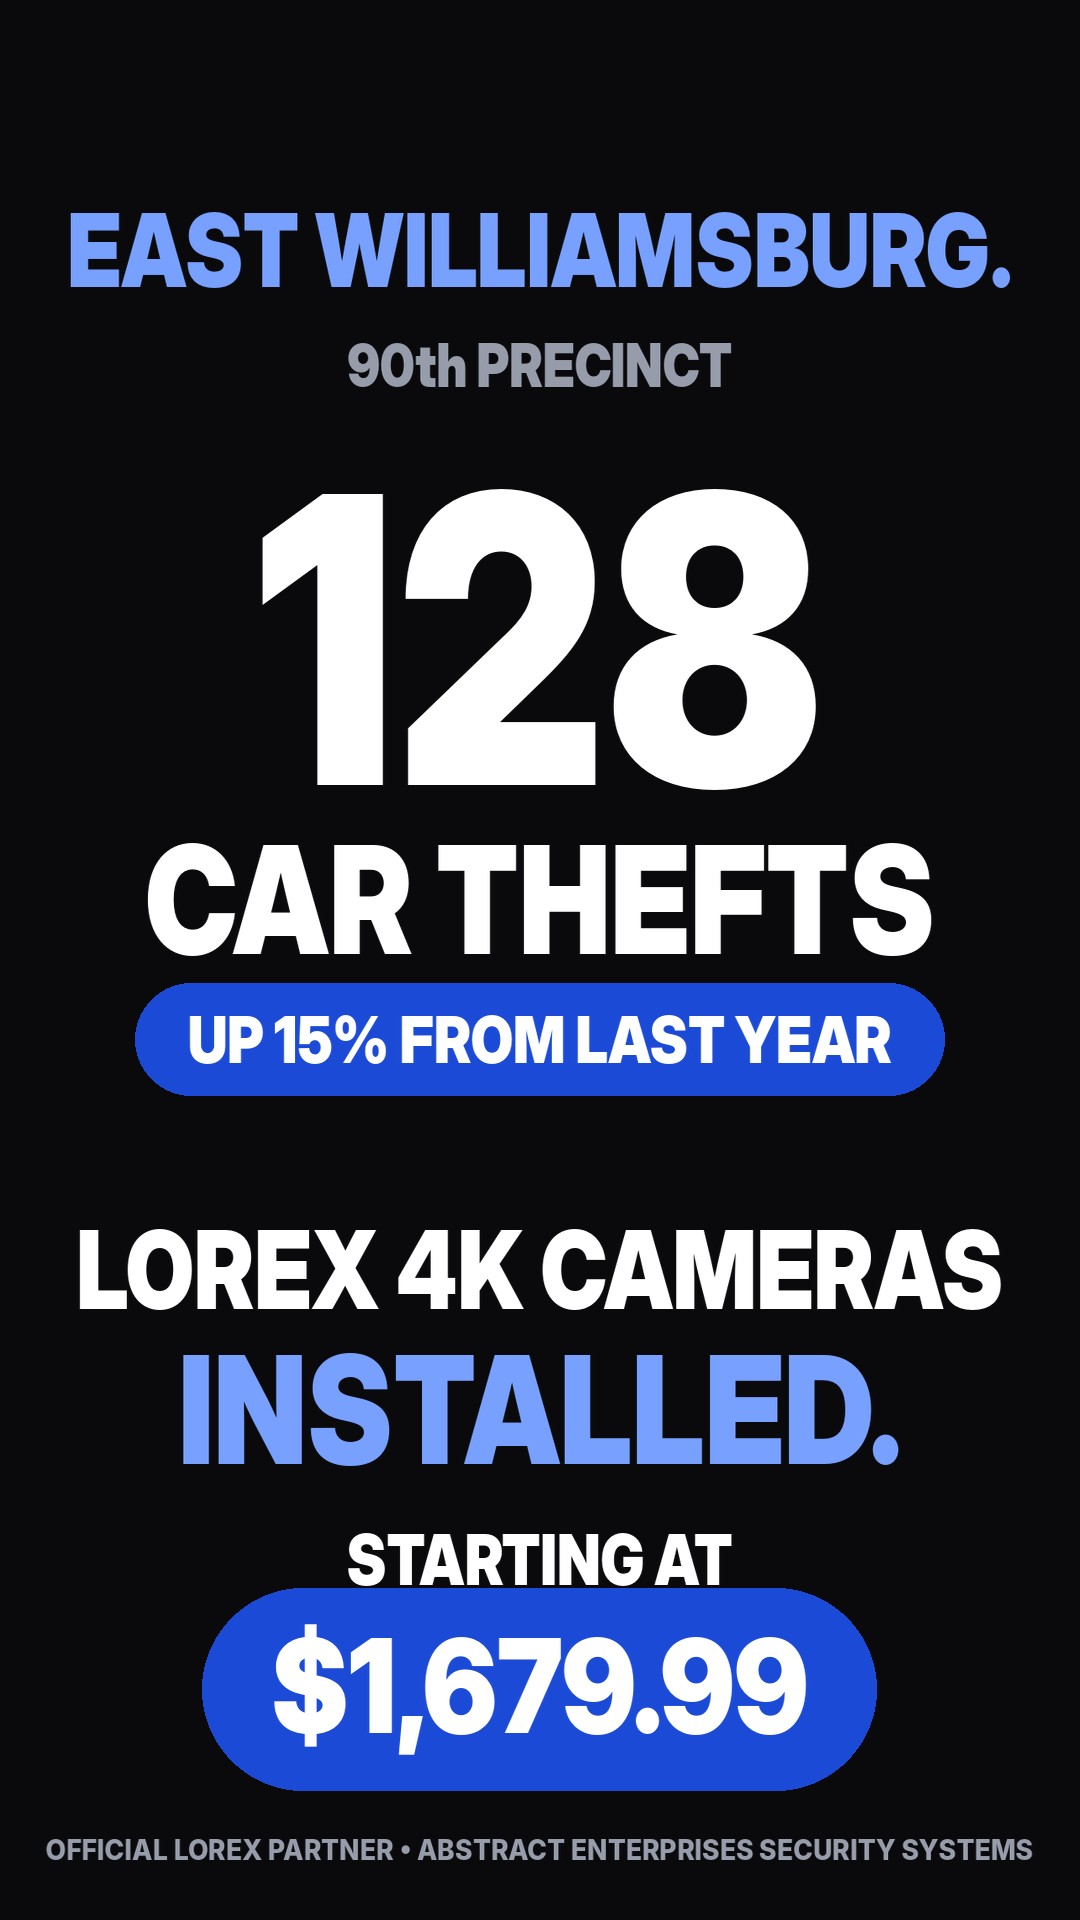 EAST WILLIAMSBURG.
90th PRECINCT
128
CAR THEFTS
UP 15% FROM LAST YEAR
LOREX 4K CAMERAS
INSTALLED.
STARTING AT
$1,679.99
OFFICIAL LOREX PARTNER • ABSTRACT ENTERPRISES SECURITY SYSTEMS